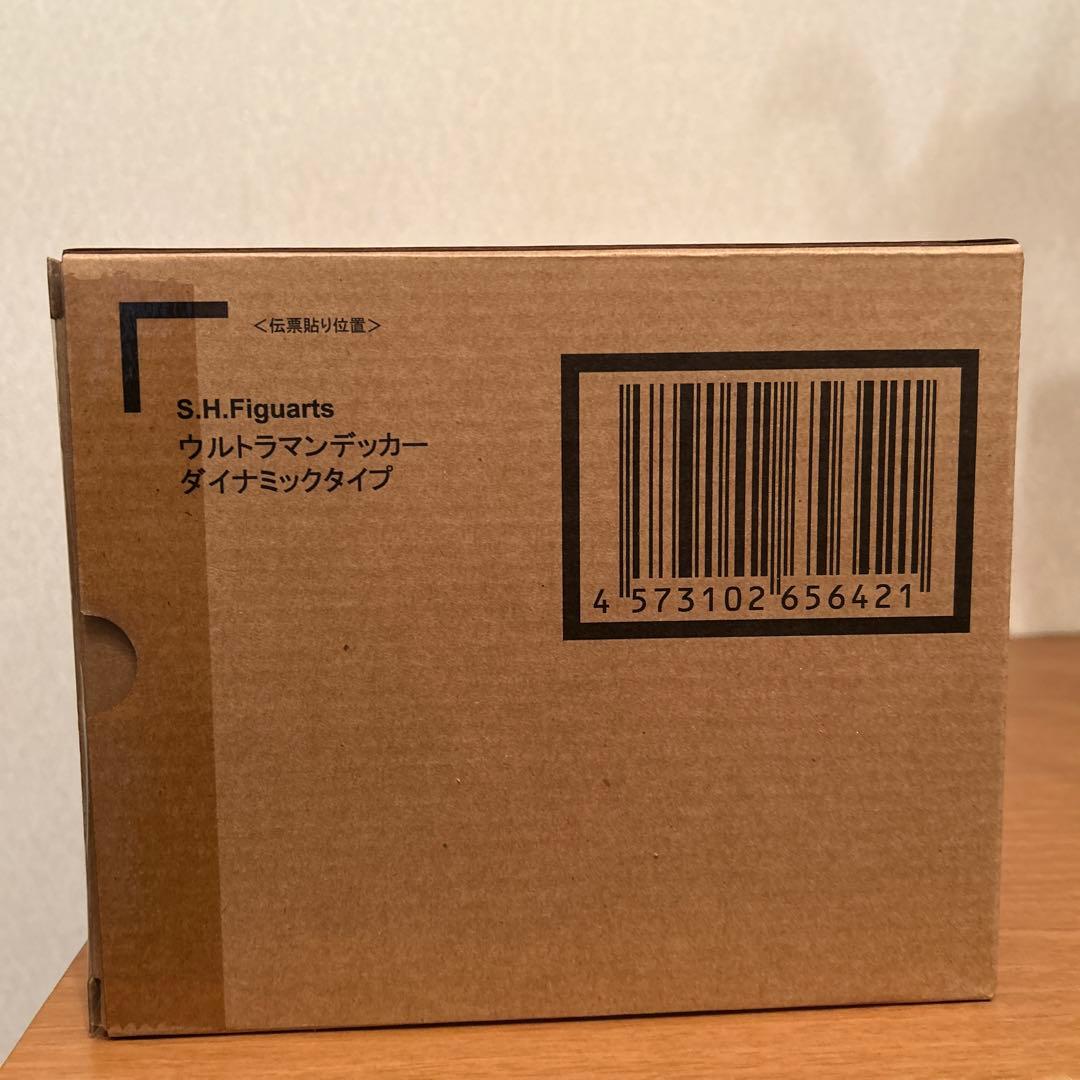 <伝票貼り位置>
S.H.Figuarts
ウルトラマンデッカー
ダイナミックタイプ
4 573102 656421